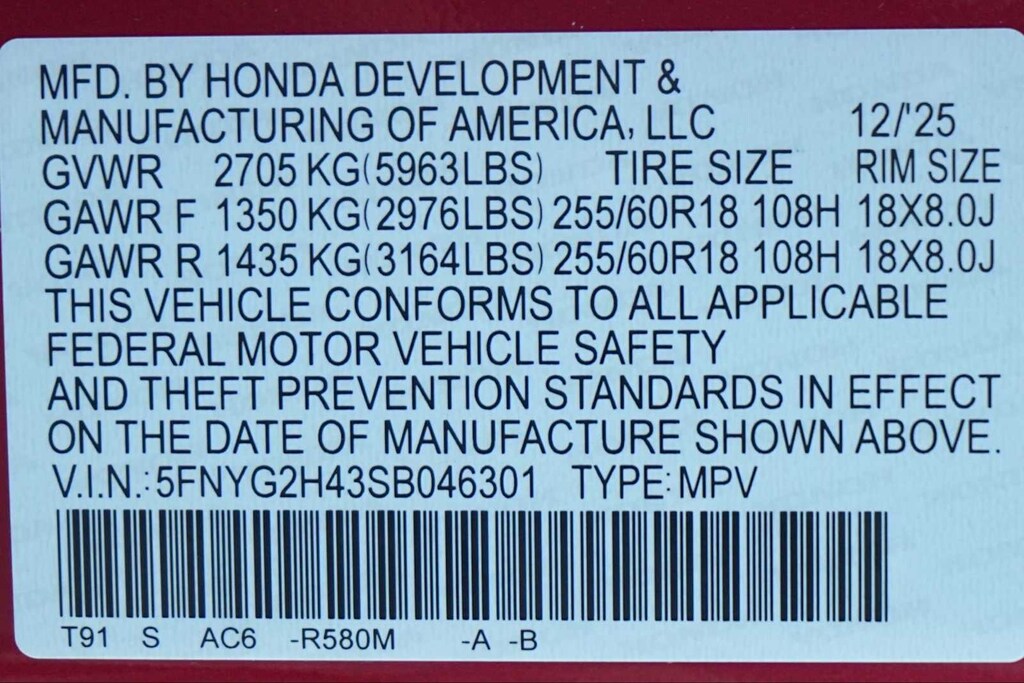 MFD. BY HONDA DEVELOPMENT &
MANUFACTURING OF AMERICA, LLC 12/'25
GVWR 2705 KG(5963LBS) TIRE SIZE RIM SIZE
GAWR F 1350 KG(2976LBS) 255/60R18 108H 18X8.0J
GAWR R 1435 KG(3164LBS) 255/60R18 108H 18X8.0J
THIS VEHICLE CONFORMS TO ALL APPLICABLE
FEDERAL MOTOR VEHICLE SAFETY
AND THEFT PREVENTION STANDARDS IN EFFECT
ON THE DATE OF MANUFACTURE SHOWN ABOVE.
V.I.N.: 5FNYG2H43SB046301 TYPE: MPV
T91 S AC6 -R580M -A -B